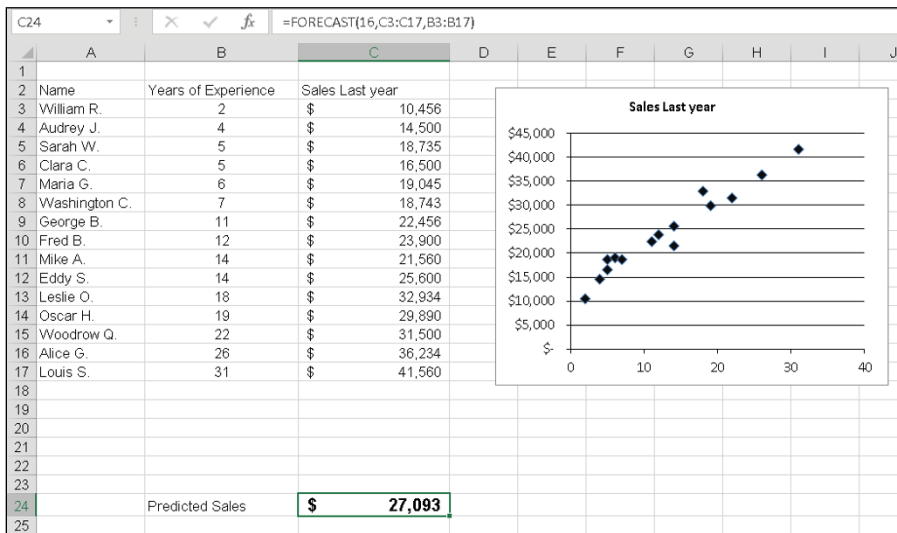 C24 fx =FORECAST(16,C3:C17,B3:B17)
A B C D E F G H I J
1
2 Name Years of Experience Sales Last year
3 William R. 2 $ 10,456
4 Audrey J. 4 $ 14,500
5 Sarah W. 5 $ 18,735
6 Clara C. 5 $ 16,500
7 Maria G. 6 $ 19,045
8 Washington C. 7 $ 18,743
9 George B. 11 $ 22,456
10 Fred B. 12 $ 23,900
11 Mike A. 14 $ 21,560
12 Eddy S. 14 $ 25,600
13 Leslie O. 18 $ 32,934
14 Oscar H. 19 $ 29,890
15 Woodrow Q. 22 $ 31,500
16 Alice G. 26 $ 36,234
17 Louis S. 31 $ 41,560
18
19
20
21
22
23
24 Predicted Sales $ 27,093
25
Sales Last year
$45,000
$40,000
$35,000
$30,000
$25,000
$20,000
$15,000
$10,000
$5,000
$-
0 10 20 30 40